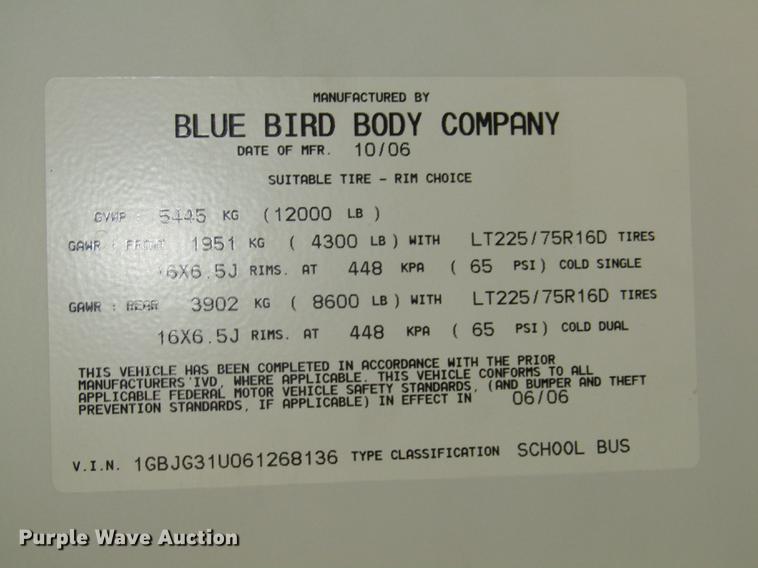 MANUFACTURED BY
BLUE BIRD BODY COMPANY
DATE OF MFR. 10/06
SUITABLE TIRE - RIM CHOICE
GVWR : 5445 KG (12000 LB )
GAWR : FRONT 1951 KG ( 4300 LB ) WITH LT225/75R16D TIRES
16X6.5J RIMS. AT 448 KPA ( 65 PSI ) COLD SINGLE
GAWR : REAR 3902 KG ( 8600 LB ) WITH LT225/75R16D TIRES
16X6.5J RIMS. AT 448 KPA ( 65 PSI ) COLD DUAL
THIS VEHICLE HAS BEEN COMPLETED IN ACCORDANCE WITH THE PRIOR
MANUFACTURERS'IVD, WHERE APPLICABLE. THIS VEHICLE CONFORMS TO ALL
APPLICABLE FEDERAL MOTOR VEHICLE SAFETY STANDARDS, (AND BUMPER AND THEFT
PREVENTION STANDARDS, IF APPLICABLE) IN EFFECT IN 06/06
V.I.N. 1GBJG31U061268136 TYPE CLASSIFICATION SCHOOL BUS
Purple Wave Auction